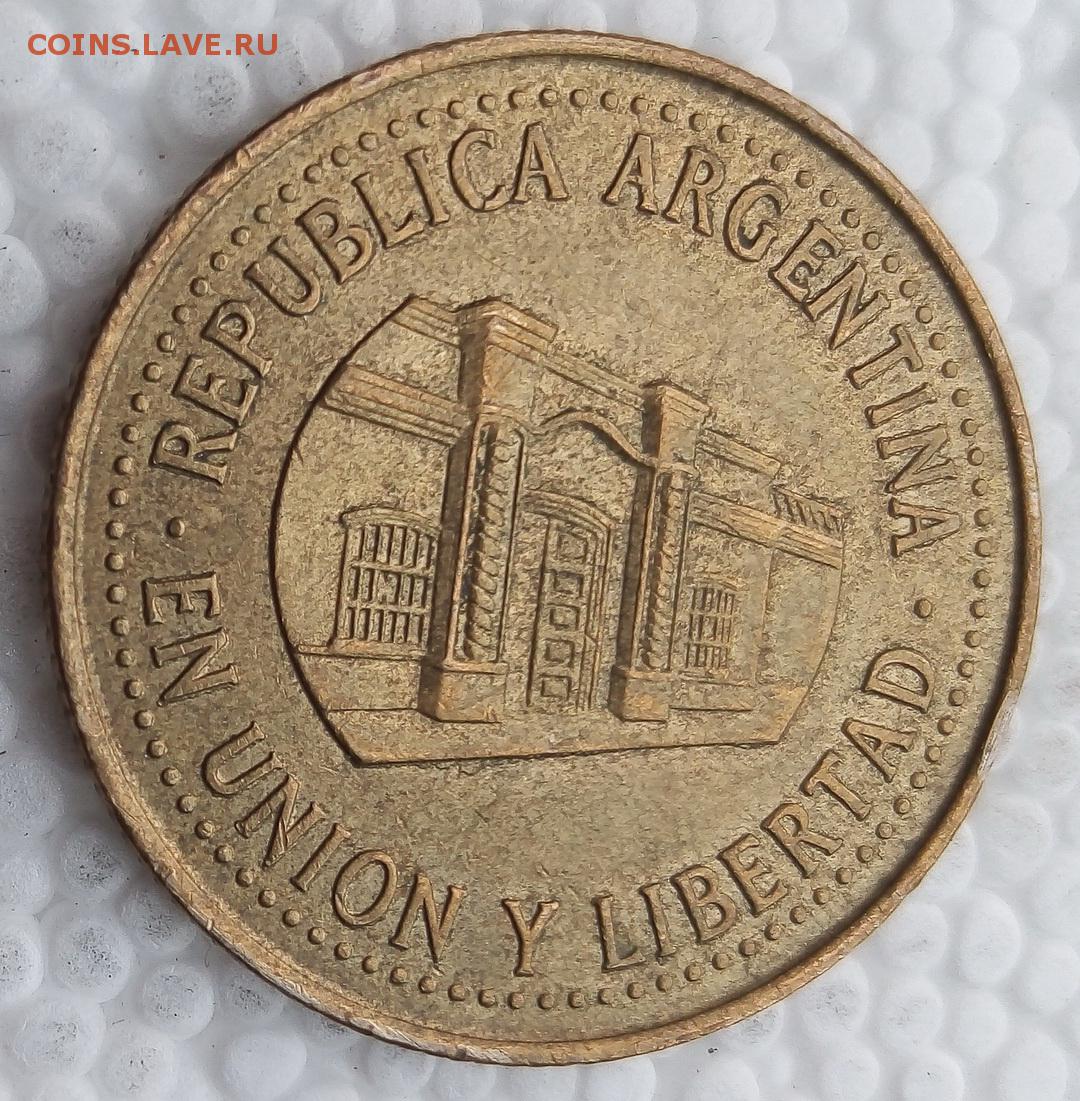 COINS.LAVE.RU
· REPUBLICA ARGENTINA ·
EN UNION Y LIBERTAD